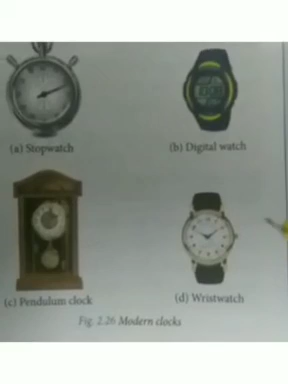 (a) Stopwatch
(b) Digital watch
(c) Pendulum clock
(d) Wristwatch
Fig. 2.26 Modern clocks